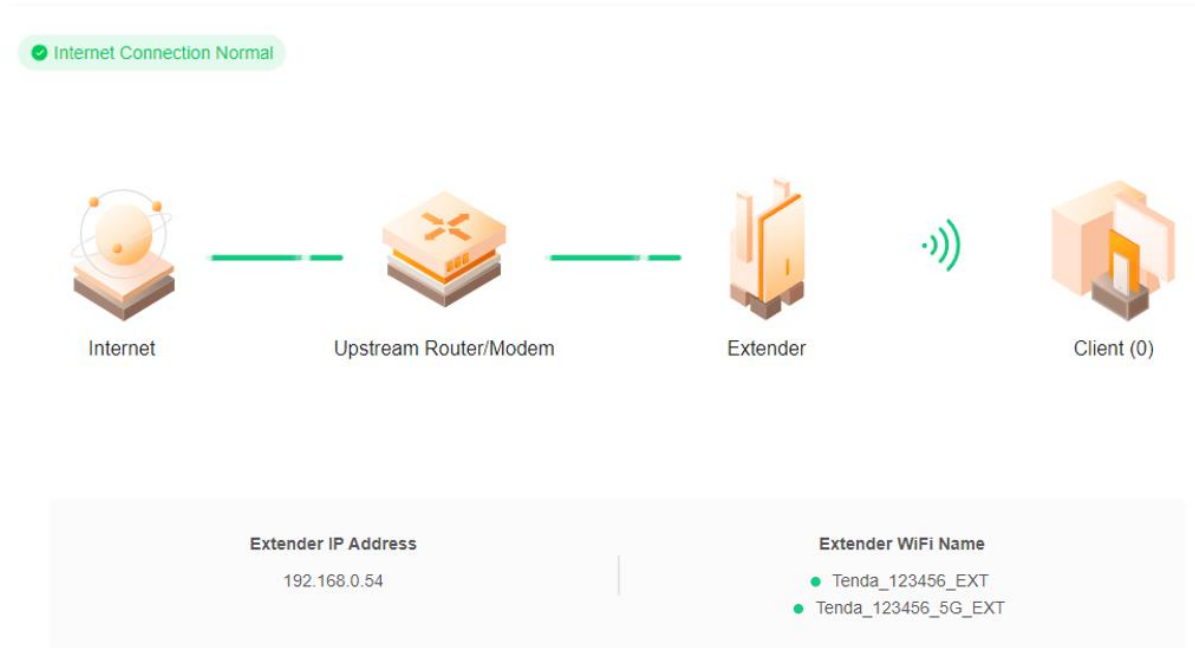 Internet Connection Normal
Internet
Upstream Router/Modem
Extender
Client (0)
Extender IP Address
192.168.0.54
Extender WiFi Name
Tenda_123456_EXT
Tenda_123456_5G_EXT